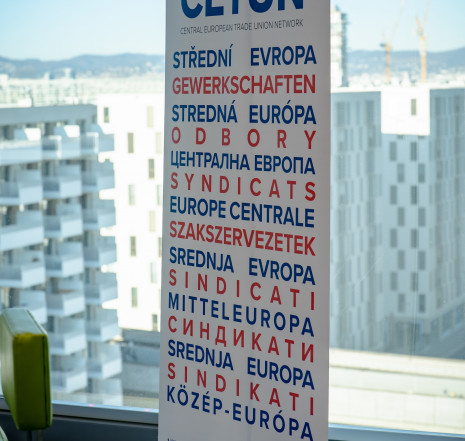 CETUN
CENTRAL EUROPEAN TRADE UNION NETWORK
STŘEDNÍ EVROPA
GEWERKSCHAFTEN
STREDNÁ EURÓPA
ODBORY
ЦЕНТРАЛНА ЕВРОПА
SYNDICATS
EUROPE CENTRALE
SZAKSZERVEZETEK
SREDNJA EVROPA
SINDICATI
MITTELEUROPA
СИНДИКАТИ
SREDNJA EUROPA
SINDIKATI
KÖZÉP-EURÓPA